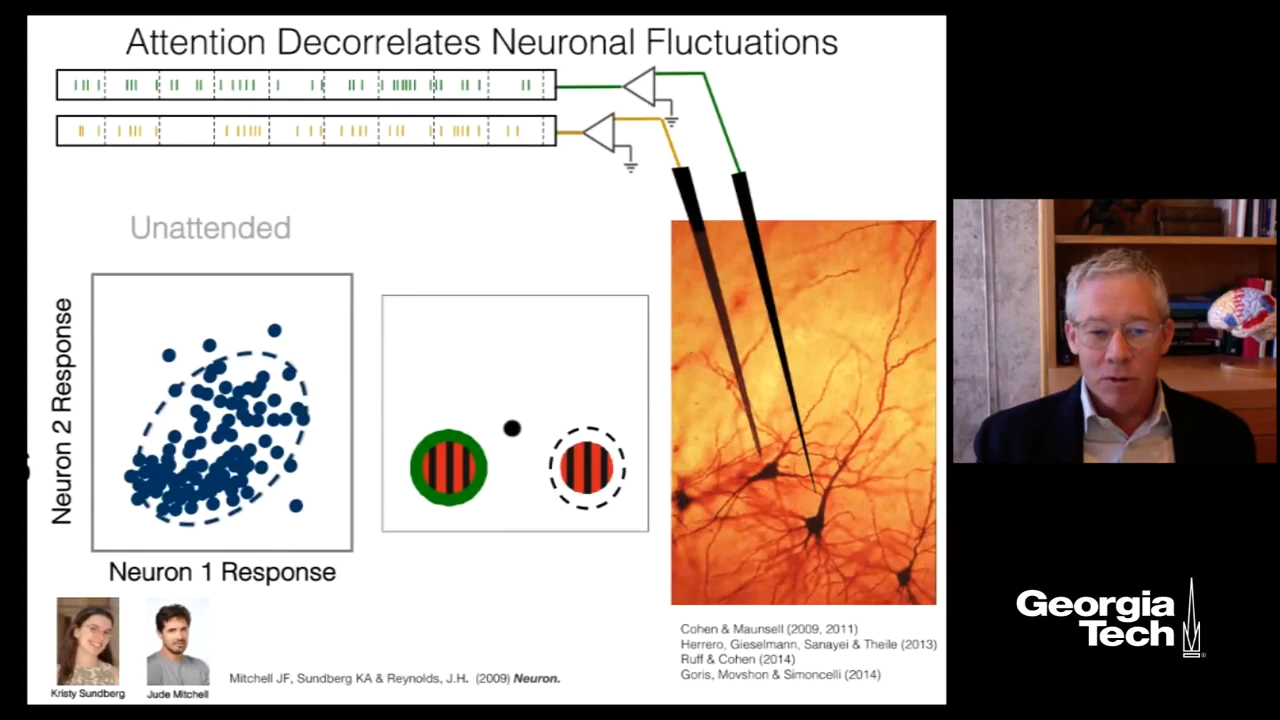 Attention Decorrelates Neuronal Fluctuations
Unattended
Neuron 2 Response
Neuron 1 Response
Kristy Sundberg
Jude Mitchell
Mitchell JF, Sundberg KA & Reynolds, J.H. (2009) Neuron.
Cohen & Maunsell (2009, 2011)
Herrero, Gieselmann, Sanayei & Theile (2013)
Ruff & Cohen (2014)
Goris, Movshon & Simoncelli (2014)
Georgia
Tech